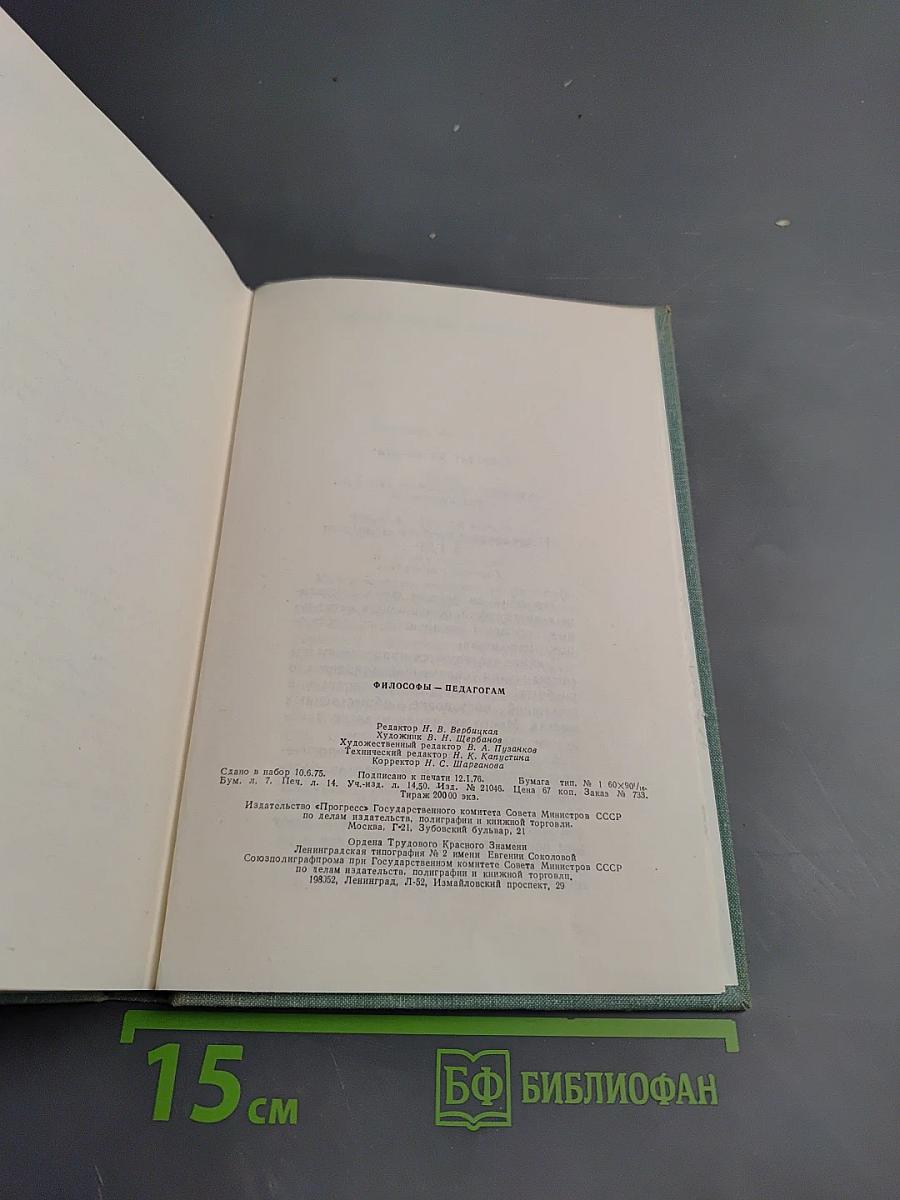 ФИЛОСОФЫ — ПЕДАГОГАМ
Редактор Н. В. Вербицкая
Художник В. Н. Щербанов
Художественный редактор В. А. Пузанков
Технический редактор Н. К. Капустина
Корректор Н. С. Шарганова
Сдано в набор 10.6.75. Подписано к печати 12.1.76. Бумага тип. № 1 60×90¹/₁₆.
Бум. л. 7. Печ. л. 14. Уч.-изд. л. 14,50. Изд. № 21046. Цена 67 коп. Заказ № 733.
Тираж 20000 экз.
Издательство «Прогресс» Государственного комитета Совета Министров СССР
по делам издательств, полиграфии и книжной торговли.
Москва, Г-21, Зубовский бульвар, 21
Ордена Трудового Красного Знамени
Ленинградская типография № 2 имени Евгении Соколовой
Союзполиграфпрома при Государственном комитете Совета Министров СССР
по делам издательств, полиграфии и книжной торговли,
198052, Ленинград, Л-52, Измайловский проспект, 29
15 СМ
БФ БИБЛИОФАН